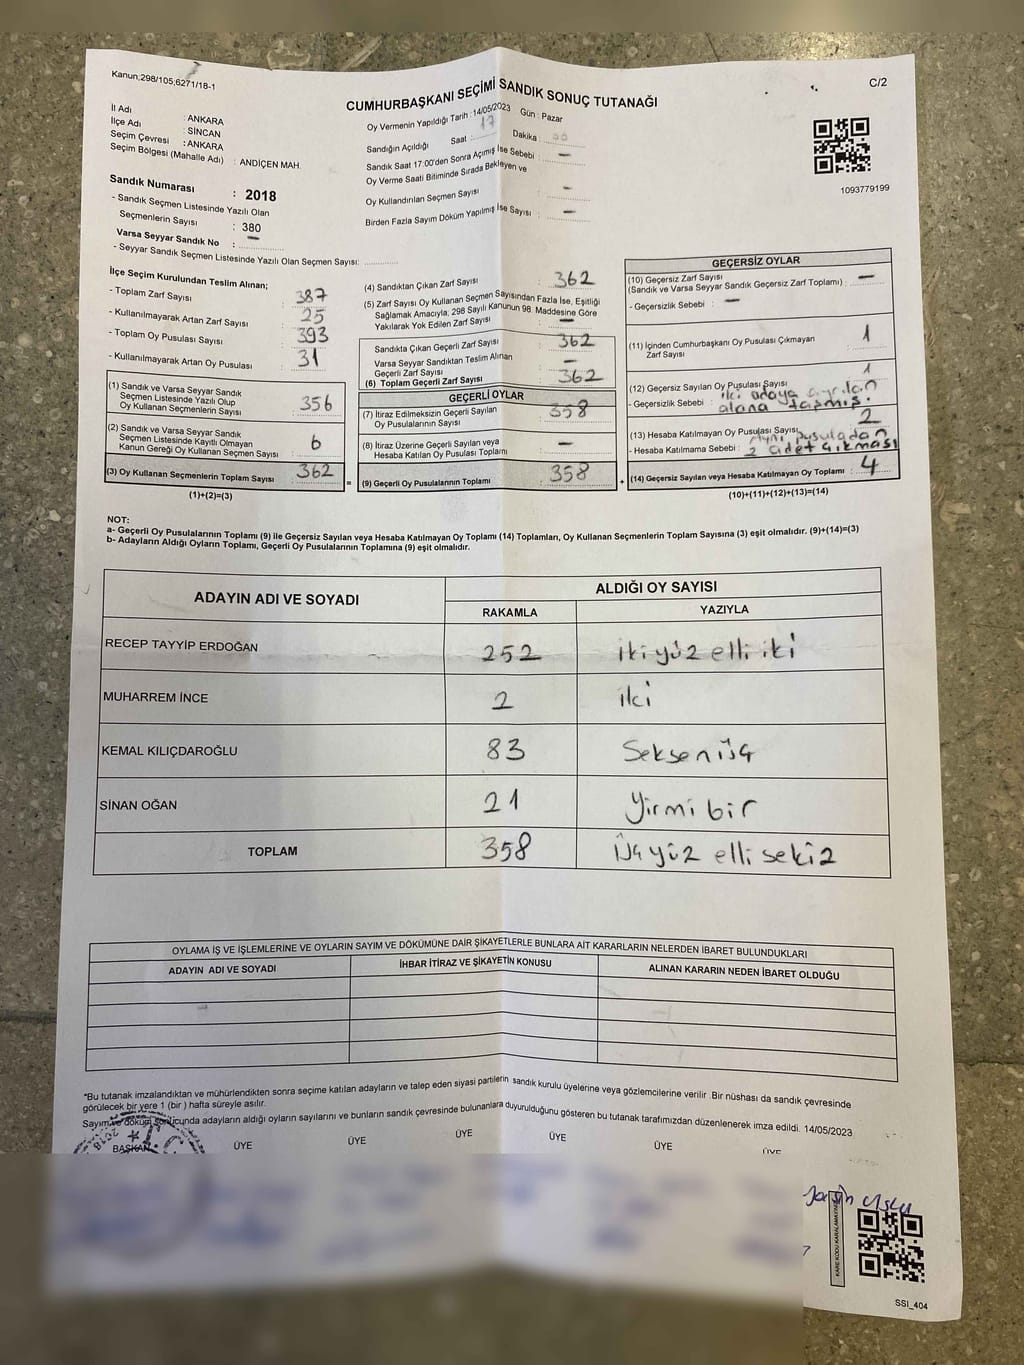 Kanun;298/105;6271/18-1
C/2
CUMHURBAŞKANI SEÇİMİ SANDIK SONUÇ TUTANAĞI
İl Adı : ANKARA
İlçe Adı : SİNCAN
Seçim Çevresi : ANKARA
Seçim Bölgesi (Mahalle Adı) : ANDİÇEN MAH.
Sandık Numarası : 2018
- Sandık Seçmen Listesinde Yazılı Olan
Seçmenlerin Sayısı : 380
Varsa Seyyar Sandık No : —
- Seyyar Sandık Seçmen Listesinde Yazılı Olan Seçmen Sayısı:
Oy Vermenin Yapıldığı Tarih : 14/05/2023 Gün : Pazar
Sandığın Açıldığı Saat : 17 Dakika : 00
Sandık Saat 17:00'den Sonra Açılmış İse Sebebi : —
Oy Verme Saati Bitiminde Sırada Bekleyen ve
Oy Kullandırılan Seçmen Sayısı : —
Birden Fazla Sayım Döküm Yapılmış İse Sayısı : —
1093779199
İlçe Seçim Kurulundan Teslim Alınan;
- Toplam Zarf Sayısı : 387
- Kullanılmayarak Artan Zarf Sayısı : 25
- Toplam Oy Pusulası Sayısı : 393
- Kullanılmayarak Artan Oy Pusulası : 31
(1) Sandık ve Varsa Seyyar Sandık
Seçmen Listesinde Yazılı Olup
Oy Kullanan Seçmenlerin Sayısı : 356
(2) Sandık ve Varsa Seyyar Sandık
Seçmen Listesinde Kayıtlı Olmayan
Kanun Gereği Oy Kullanan Seçmen Sayısı : 6
(3) Oy Kullanan Seçmenlerin Toplam Sayısı : 362
(1)+(2)=(3)
(4) Sandıktan Çıkan Zarf Sayısı : 362
(5) Zarf Sayısı Oy Kullanan Seçmen Sayısından Fazla İse, Eşitliği
Sağlamak Amacıyla; 298 Sayılı Kanunun 98. Maddesine Göre
Yakılarak Yok Edilen Zarf Sayısı : —
Sandıkta Çıkan Geçerli Zarf Sayısı : 362
Varsa Seyyar Sandıktan Teslim Alınan
Geçerli Zarf Sayısı : —
(6) Toplam Geçerli Zarf Sayısı : 362
GEÇERLİ OYLAR
(7) İtiraz Edilmeksizin Geçerli Sayılan
Oy Pusulalarının Sayısı : 358
(8) İtiraz Üzerine Geçerli Sayılan veya
Hesaba Katılan Oy Pusulası Toplamı : —
= (9) Geçerli Oy Pusulalarının Toplamı : 358
GEÇERSİZ OYLAR
(10) Geçersiz Zarf Sayısı
(Sandık ve Varsa Seyyar Sandık Geçersiz Zarf Toplamı) : —
- Geçersizlik Sebebi : —
(11) İçinden Cumhurbaşkanı Oy Pusulası Çıkmayan
Zarf Sayısı : 1
(12) Geçersiz Sayılan Oy Pusulası Sayısı : 1
- Geçersizlik Sebebi : iki adaya ayrılan
alana taşmış.
(13) Hesaba Katılmayan Oy Pusulası Sayısı : 2
- Hesaba Katılmama Sebebi : Aynı pusuladan
2 adet çıkması
+ (14) Geçersiz Sayılan veya Hesaba Katılmayan Oy Toplamı : 4
(10)+(11)+(12)+(13)=(14)
NOT:
a- Geçerli Oy Pusulalarının Toplamı (9) ile Geçersiz Sayılan veya Hesaba Katılmayan Oy Toplamı (14) Toplamları, Oy Kullanan Seçmenlerin Toplam Sayısına (3) eşit olmalıdır. (9)+(14)=(3)
b- Adayların Aldığı Oyların Toplamı, Geçerli Oy Pusulalarının Toplamına (9) eşit olmalıdır.
ADAYIN ADI VE SOYADI
ALDIĞI OY SAYISI
RAKAMLA YAZIYLA
RECEP TAYYİP ERDOĞAN 252 ikiyüz elli iki
MUHARREM İNCE 2 iki
KEMAL KILIÇDAROĞLU 83 Seksenüç
SİNAN OĞAN 21 Yirmi bir
TOPLAM 358 Üçyüz elli sekiz
OYLAMA İŞ VE İŞLEMLERİNE VE OYLARIN SAYIM VE DÖKÜMÜNE DAİR ŞİKAYETLERLE BUNLARA AİT KARARLARIN NELERDEN İBARET BULUNDUKLARI
ADAYIN ADI VE SOYADI İHBAR İTİRAZ VE ŞİKAYETİN KONUSU ALINAN KARARIN NEDEN İBARET OLDUĞU
*Bu tutanak imzalandıktan ve mühürlendikten sonra seçime katılan adayların ve talep eden siyasi partilerin sandık kurulu üyelerine veya gözlemcilerine verilir. Bir nüshası da sandık çevresinde
görülecek bir yere 1 (bir) hafta süreyle asılır.
Sayım ve döküm sonucunda adayların aldığı oyların sayılarını ve bunların sandık çevresinde bulunanlara duyurulduğunu gösteren bu tutanak tarafımızdan düzenlenerek imza edildi. 14/05/2023
BAŞKAN ÜYE ÜYE ÜYE ÜYE ÜYE ÜYE
2018
T.C.
SSI_404